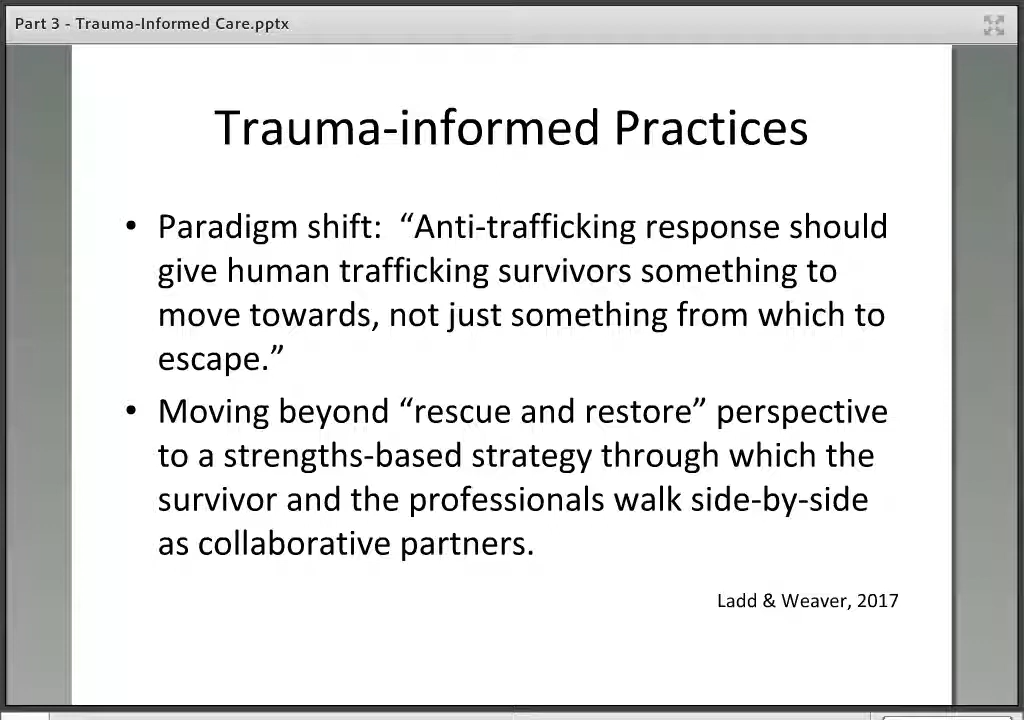 Part 3 - Trauma-Informed Care.pptx
Trauma-informed Practices
• Paradigm shift:  “Anti-trafficking response should
give human trafficking survivors something to
move towards, not just something from which to
escape.”
• Moving beyond “rescue and restore” perspective
to a strengths-based strategy through which the
survivor and the professionals walk side-by-side
as collaborative partners.
Ladd & Weaver, 2017